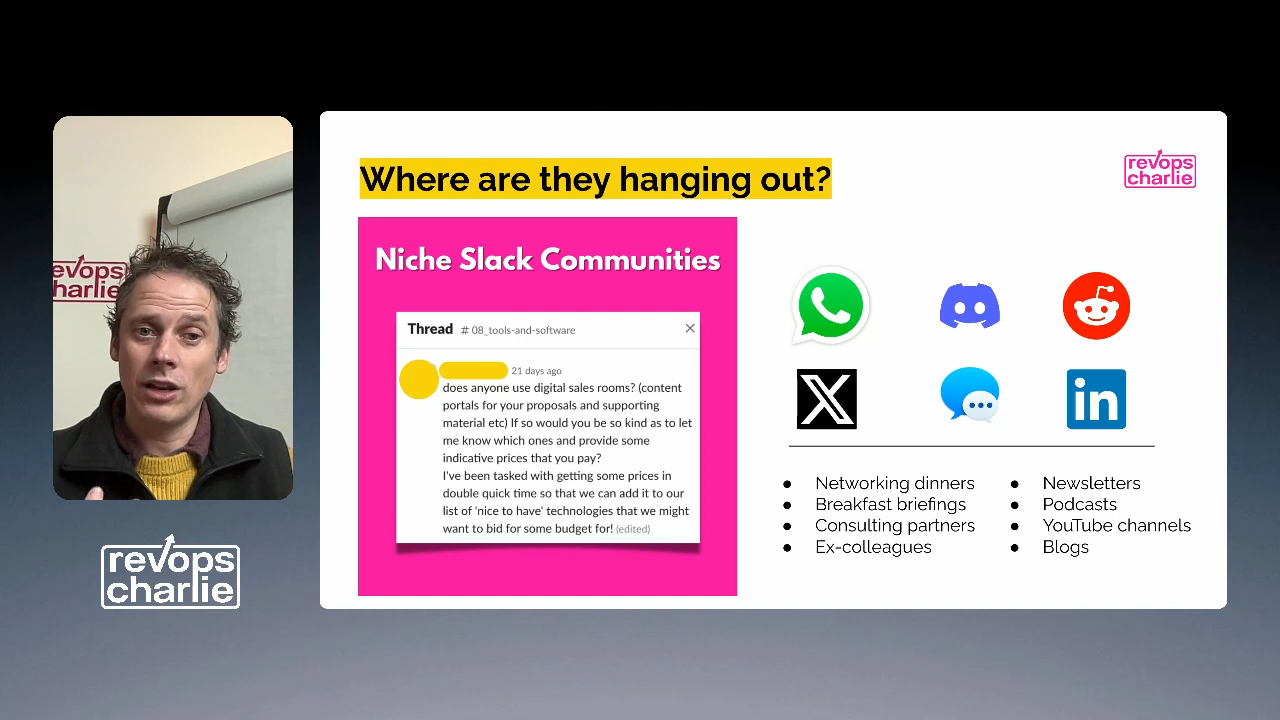 revops
charlie
revops
charlie
Where are they hanging out?
revops
charlie
Niche Slack Communities
Thread # 08_tools-and-software
21 days ago
does anyone use digital sales rooms? (content
portals for your proposals and supporting
material etc) If so would you be so kind as to let
me know which ones and provide some
indicative prices that you pay?
I've been tasked with getting some prices in
double quick time so that we can add it to our
list of 'nice to have' technologies that we might
want to bid for some budget for! (edited)
in
● Networking dinners
● Breakfast briefings
● Consulting partners
● Ex-colleagues
● Newsletters
● Podcasts
● YouTube channels
● Blogs